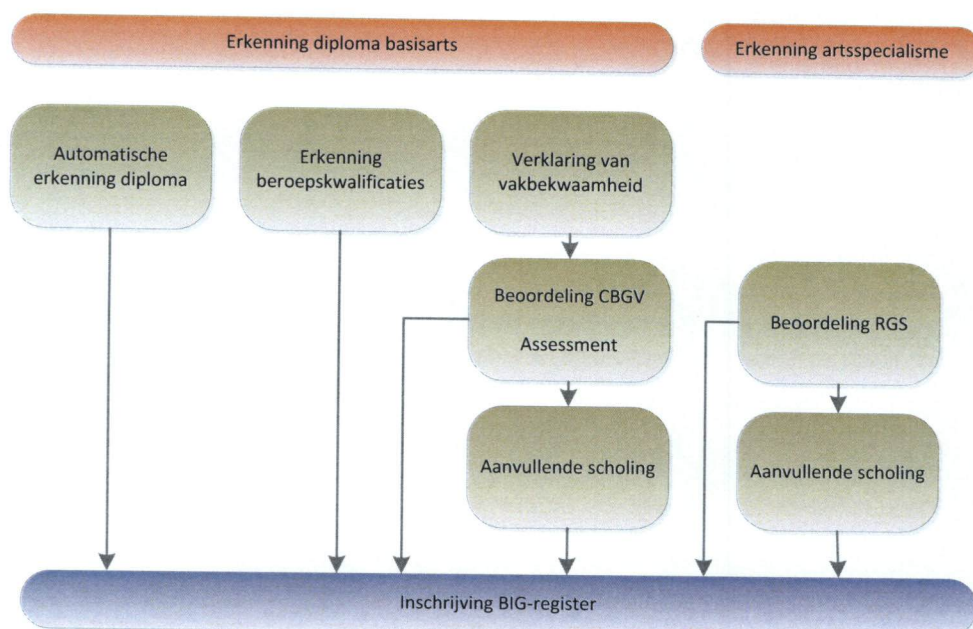 Erkenning diploma basisarts
Erkenning artsspecialisme
Automatische
erkenning diploma
Erkenning
beroepskwalificaties
Verklaring van
vakbekwaamheid
Beoordeling CBGV
Assessment
Beoordeling RGS
Aanvullende scholing
Aanvullende scholing
Inschrijving BIG-register